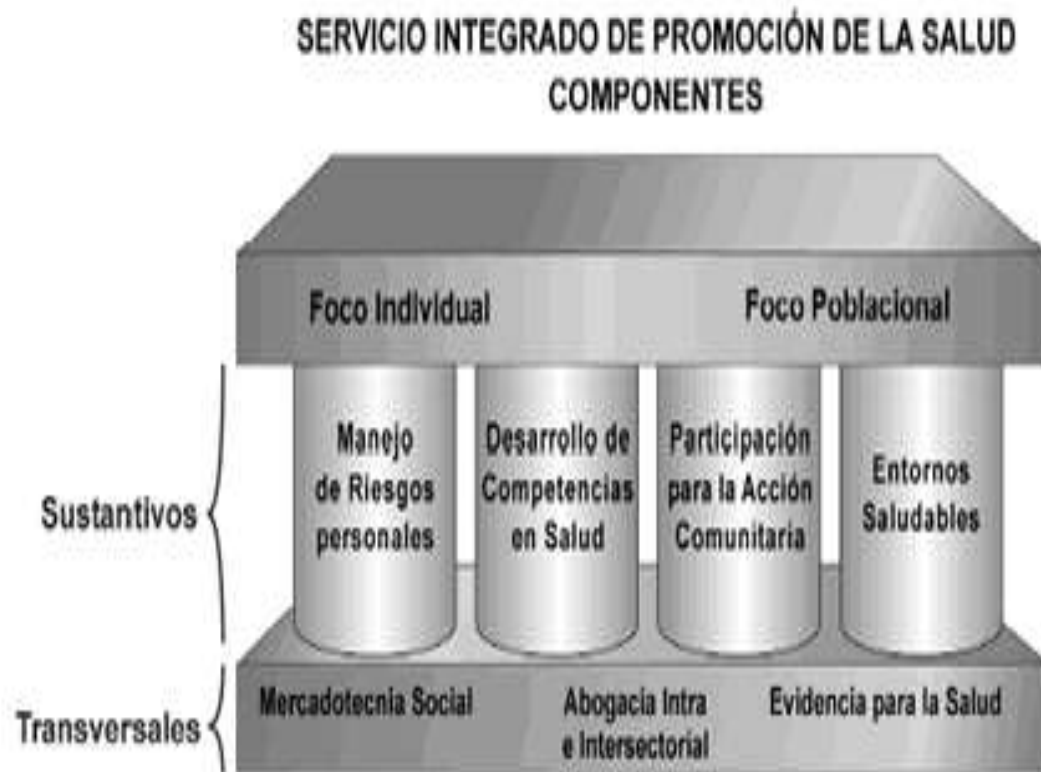 SERVICIO INTEGRADO DE PROMOCIÓN DE LA SALUD
COMPONENTES
Foco Individual
Foco Poblacional
Sustantivos
Manejo
de Riesgos
personales
Desarrollo de
Competencias
en Salud
Participación
para la Acción
Comunitaria
Entornos
Saludables
Transversales
Mercadotecnia Social
Abogacía Intra
e Intersectorial
Evidencia para la Salud